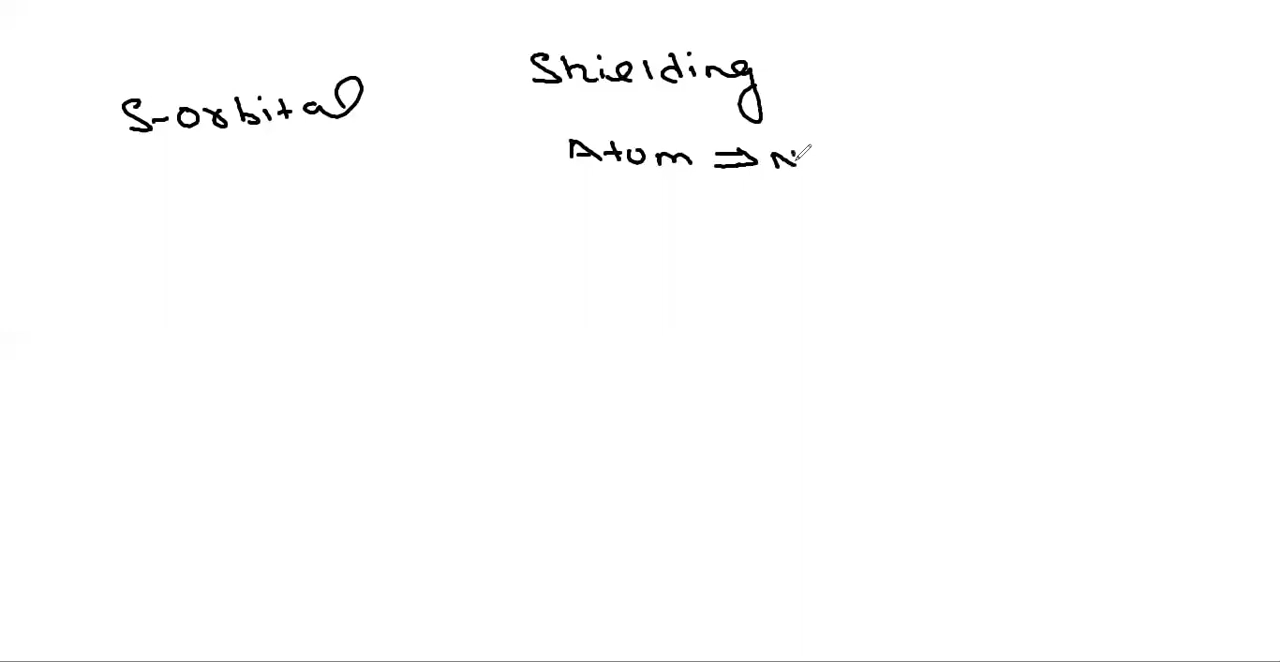 Shielding
S-orbital
Atom ⇒ N